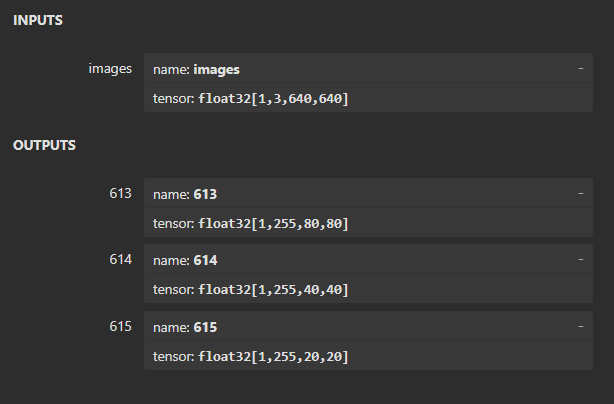 INPUTS
images name: images -
tensor: float32[1,3,640,640]
OUTPUTS
613 name: 613 -
tensor: float32[1,255,80,80]
614 name: 614 -
tensor: float32[1,255,40,40]
615 name: 615 -
tensor: float32[1,255,20,20]